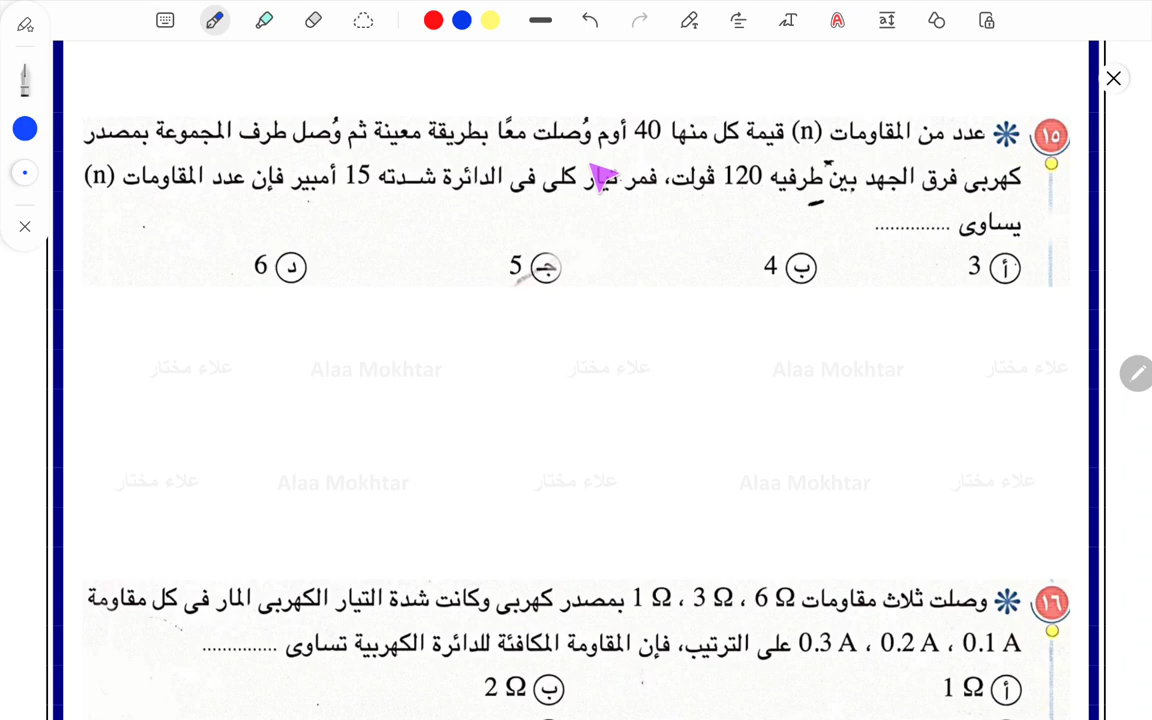 ١٥ عدد من المقاومات (n) قيمة كل منها 40 أوم وُصلت معًا بطريقة معينة ثم وُصل طرف المجموعة بمصدر
كهربى فرق الجهد بين طرفيه 120 ڤولت، فمر تيار كلى فى الدائرة شـدته 15 أمبير فإن عدد المقاومات (n)
يساوى ...............
أ 3 ب 4 جـ 5 د 6
علاء مختار Alaa Mokhtar علاء مختار Alaa Mokhtar علاء مختار
علاء مختار Alaa Mokhtar علاء مختار Alaa Mokhtar علاء مختار
١٦ وصلت ثلاث مقاومات 6 Ω ، 3 Ω ، 1 Ω بمصدر كهربى وكانت شدة التيار الكهربى المار فى كل مقاومة
0.1 A ، 0.2 A ، 0.3 A على الترتيب، فإن المقاومة المكافئة للدائرة الكهربية تساوى ...............
أ 1 Ω ب 2 Ω